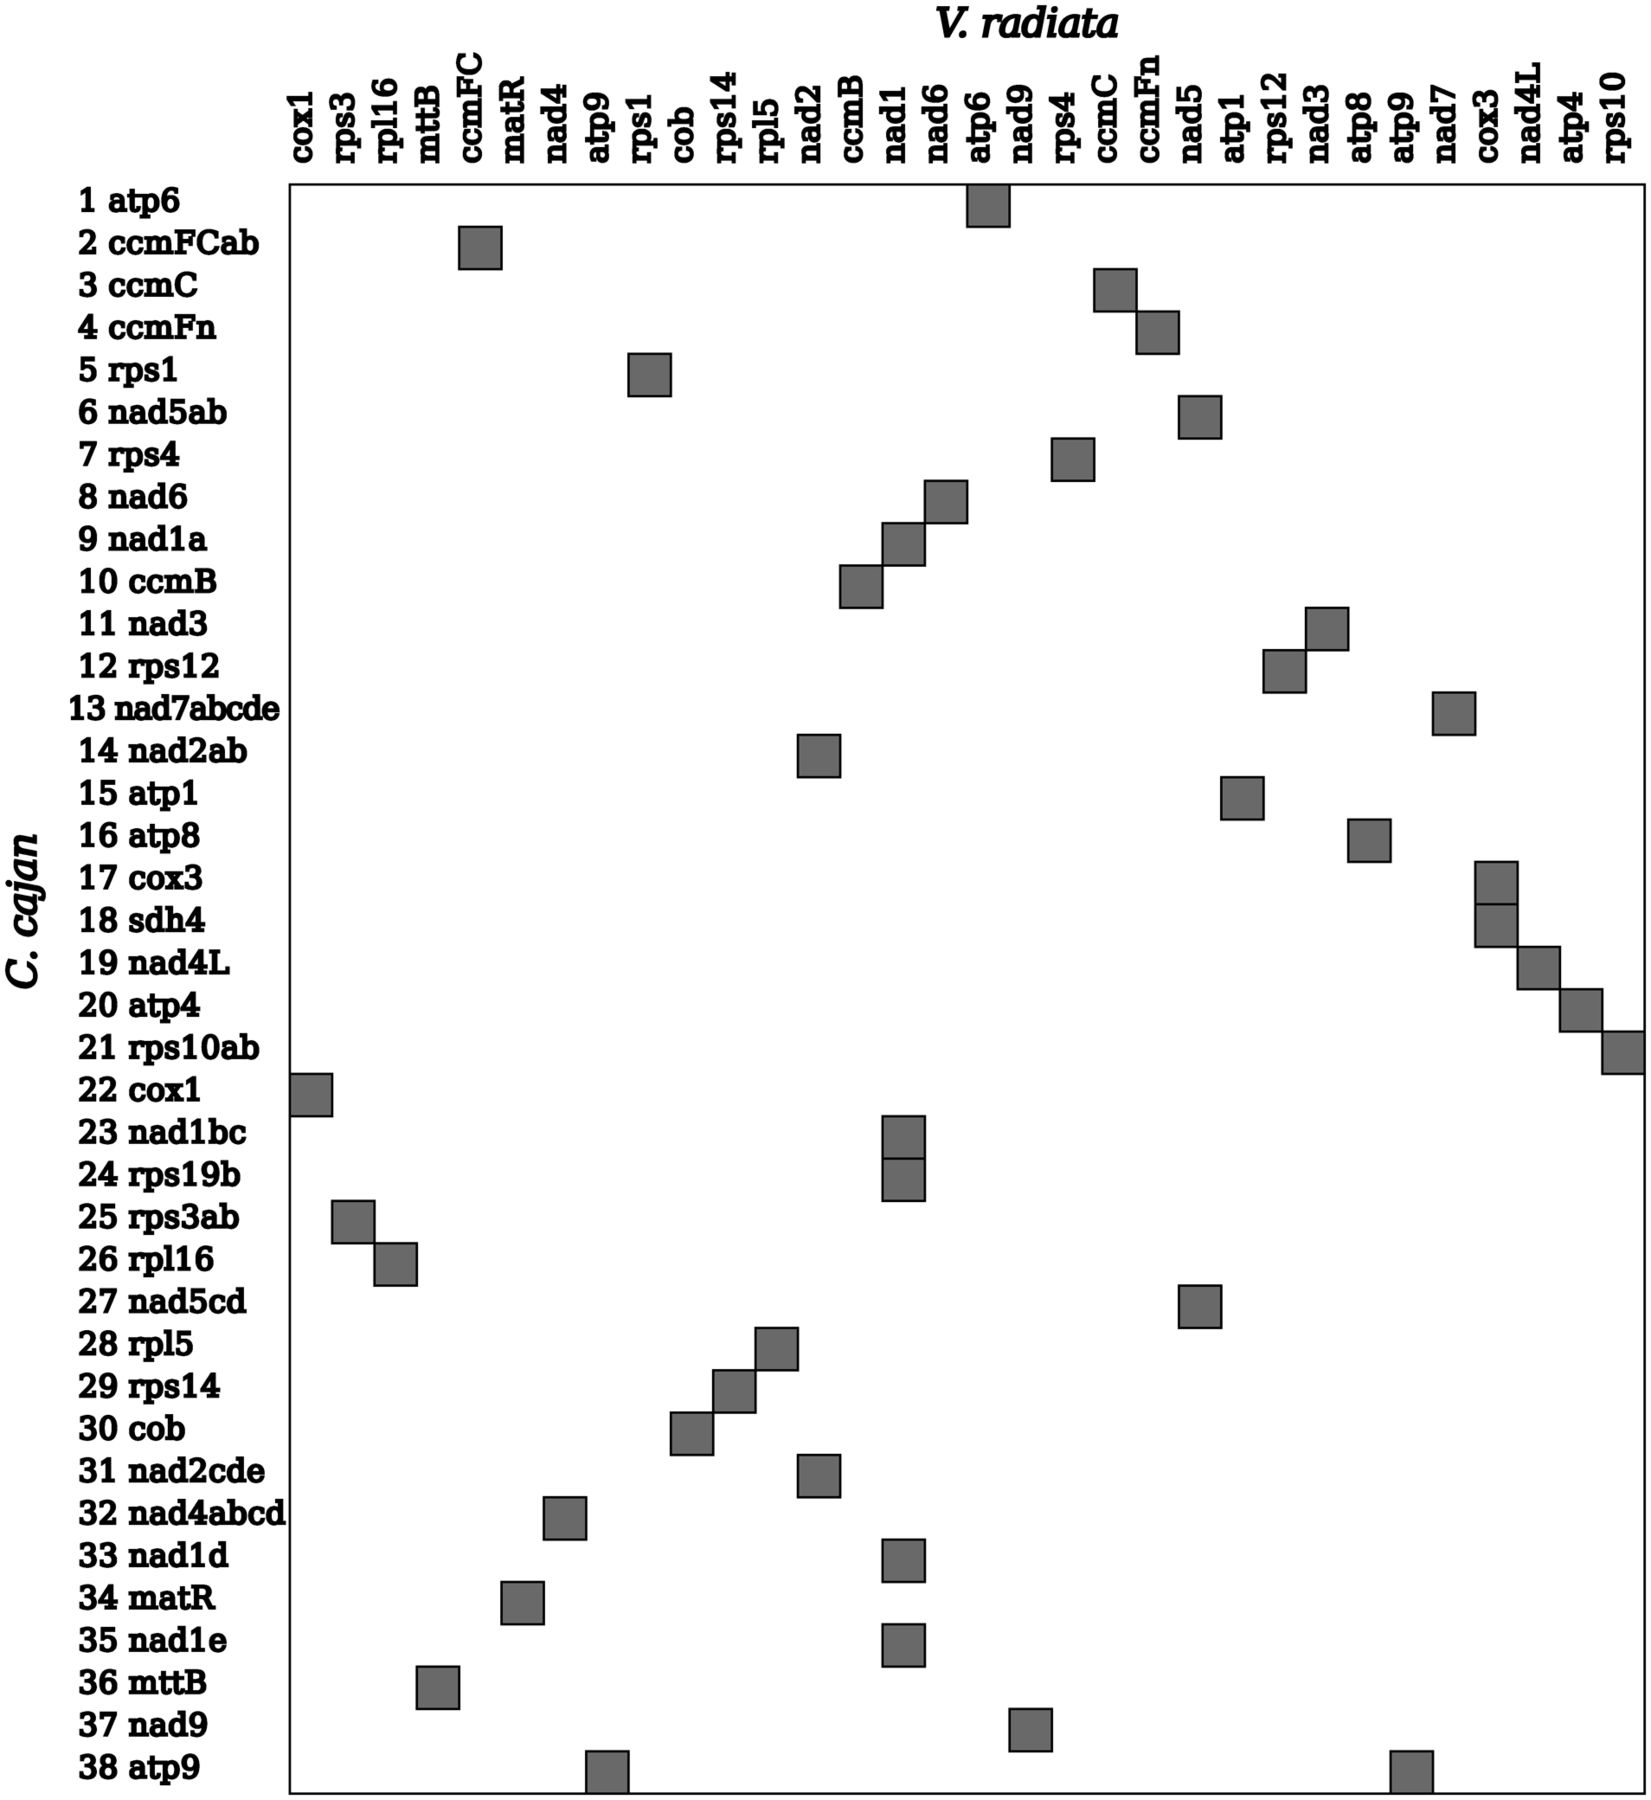 V. radiata
cox1
rps3
rpl16
mttB
ccmFC
matR
nad4
atp9
rps1
cob
rps14
rpl5
nad2
ccmB
nad1
nad6
atp6
nad9
rps4
ccmC
ccmFn
nad5
atp1
rps12
nad3
atp8
atp9
nad7
cox3
nad4L
atp4
rps10
C. cajan
1 atp6
2 ccmFCab
3 ccmC
4 ccmFn
5 rps1
6 nad5ab
7 rps4
8 nad6
9 nad1a
10 ccmB
11 nad3
12 rps12
13 nad7abcde
14 nad2ab
15 atp1
16 atp8
17 cox3
18 sdh4
19 nad4L
20 atp4
21 rps10ab
22 cox1
23 nad1bc
24 rps19b
25 rps3ab
26 rpl16
27 nad5cd
28 rpl5
29 rps14
30 cob
31 nad2cde
32 nad4abcd
33 nad1d
34 matR
35 nad1e
36 mttB
37 nad9
38 atp9